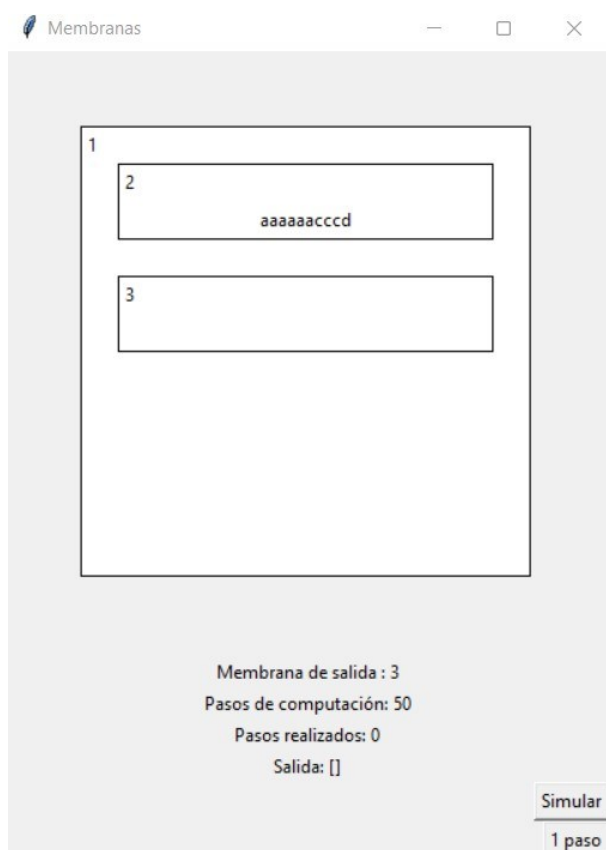 Membranas
1
2
aaaaaacccd
3
Membrana de salida : 3
Pasos de computación: 50
Pasos realizados: 0
Salida: []
Simular
1 paso